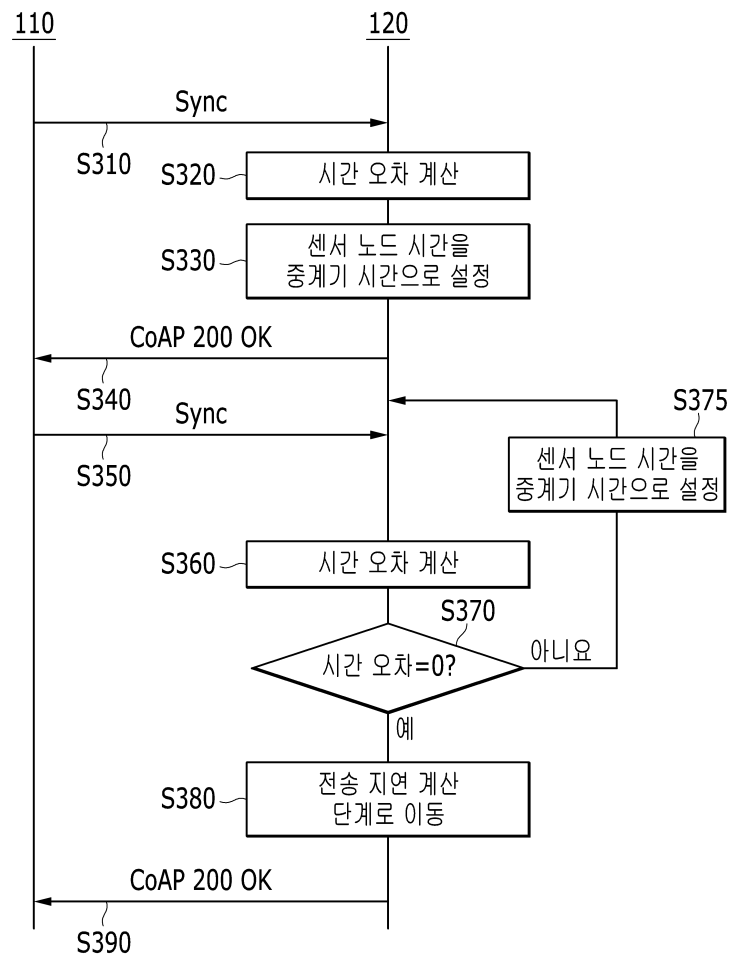 110
120
Sync
S310
S320
시간 오차 계산
S330
센서 노드 시간을
중계기 시간으로 설정
CoAP 200 OK
S340
Sync
S350
S375
센서 노드 시간을
중계기 시간으로 설정
S360
시간 오차 계산
S370
시간 오차=0?
아니요
예
S380
전송 지연 계산
단계로 이동
CoAP 200 OK
S390